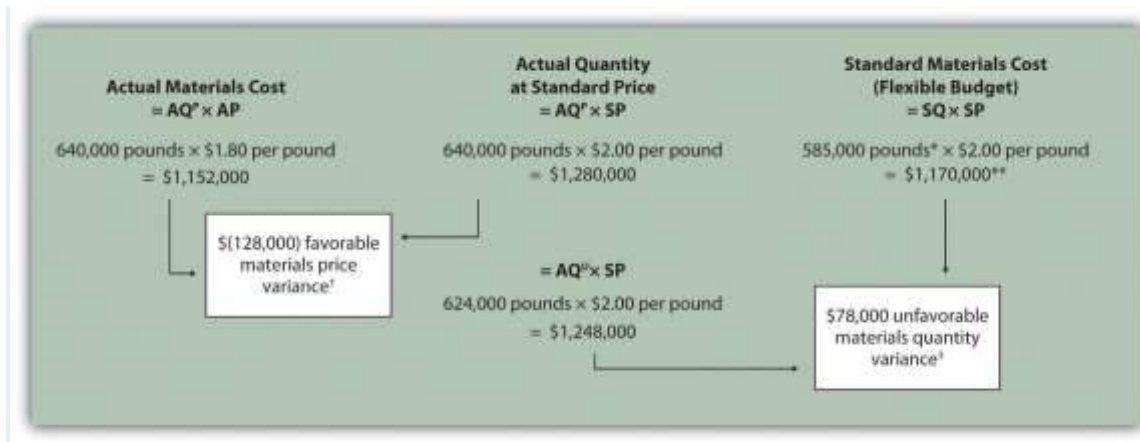 Actual Materials Cost
= AQᵖ × AP
640,000 pounds × $1.80 per pound
= $1,152,000
Actual Quantity
at Standard Price
= AQᵖ × SP
640,000 pounds × $2.00 per pound
= $1,280,000
Standard Materials Cost
(Flexible Budget)
= SQ × SP
585,000 pounds* × $2.00 per pound
= $1,170,000**
$(128,000) favorable
materials price
variance†
= AQᵘ × SP
624,000 pounds × $2.00 per pound
= $1,248,000
$78,000 unfavorable
materials quantity
variance‡